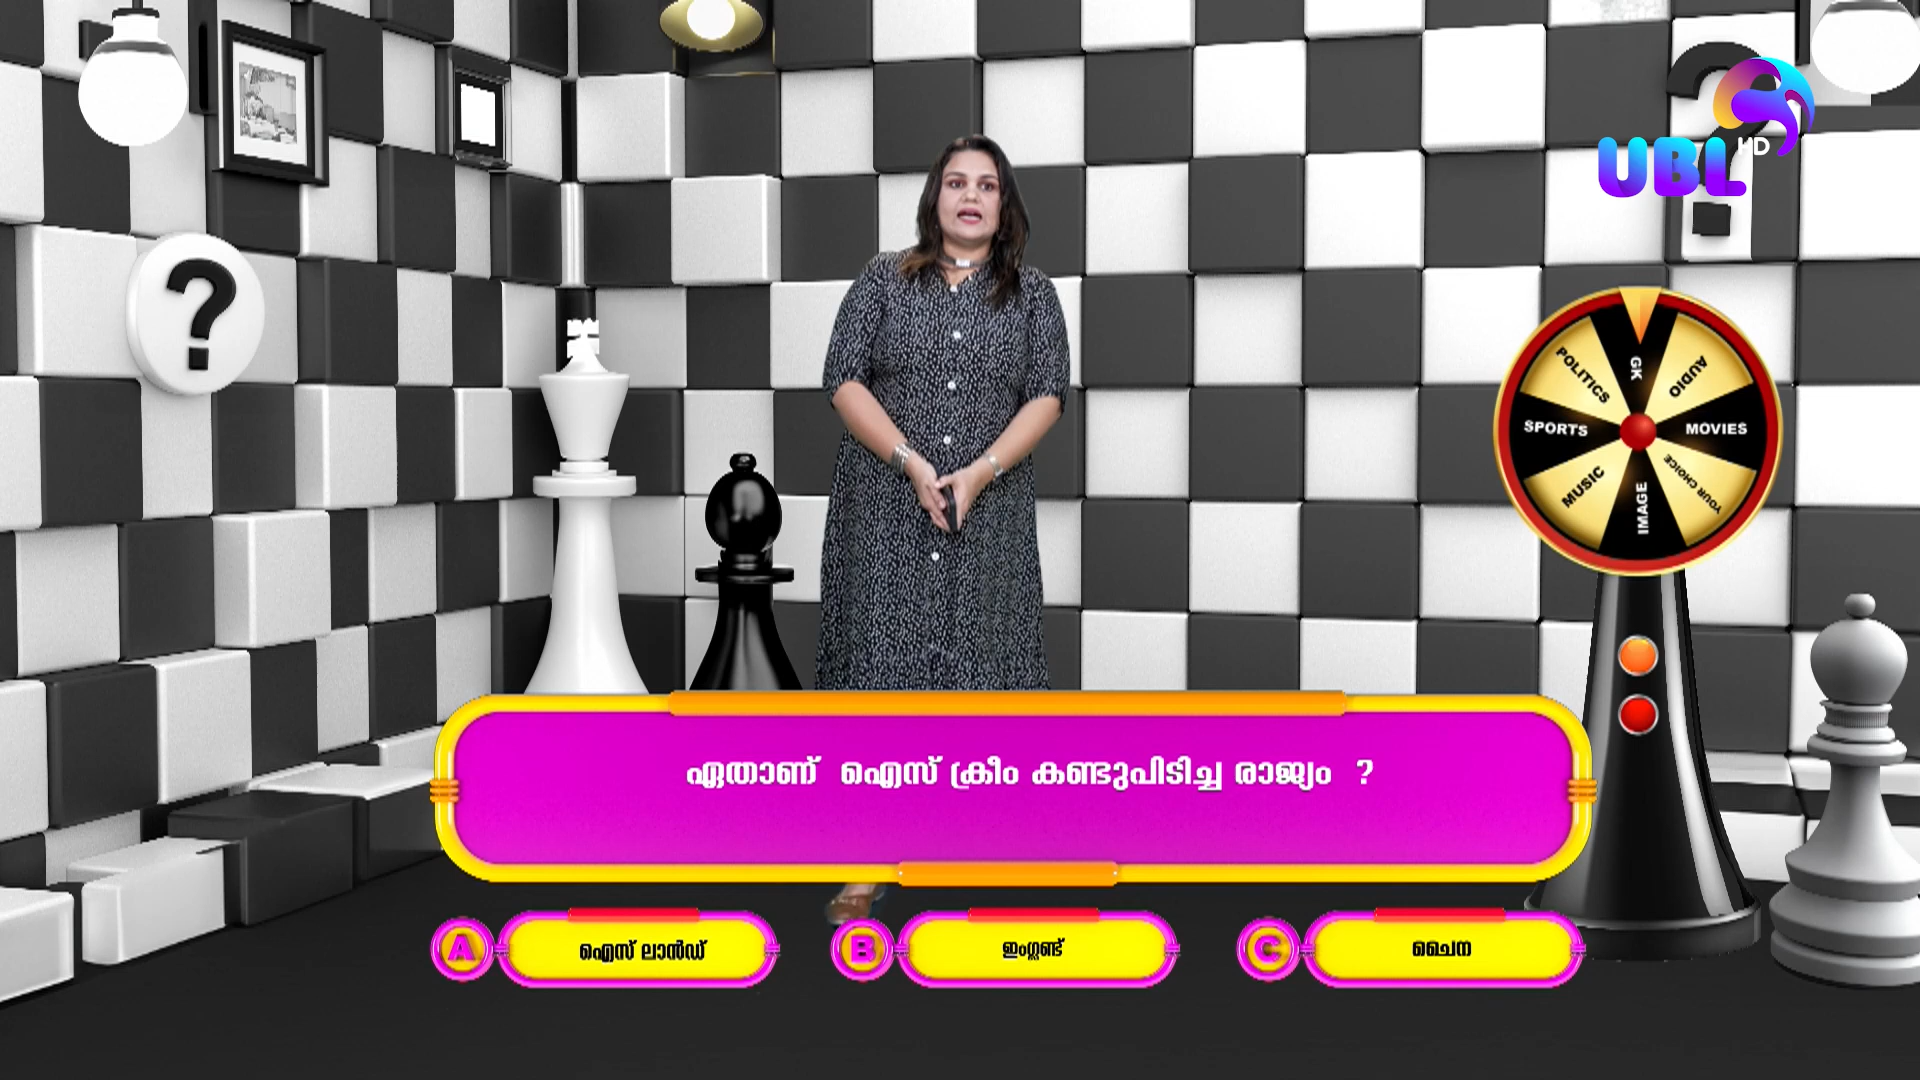 UBL HD
POLITICS
GK
AUDIO
SPORTS
MOVIES
MUSIC
IMAGE
YOUR CHOICE
ഏതാണ് ഐസ് ക്രീം കണ്ടുപിടിച്ച രാജ്യം ?
A ഐസ് ലാൻഡ്
B ഇംഗ്ലണ്ട്
C ചൈന